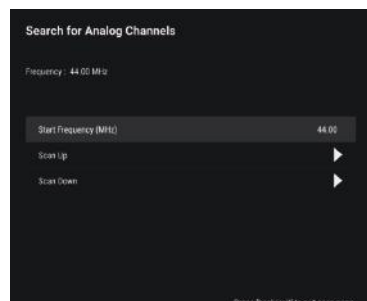 Search for Analog Channels
Frequency : 44.00 MHz
Start Frequency (MHz) 44.00
Scan Up
Scan Down